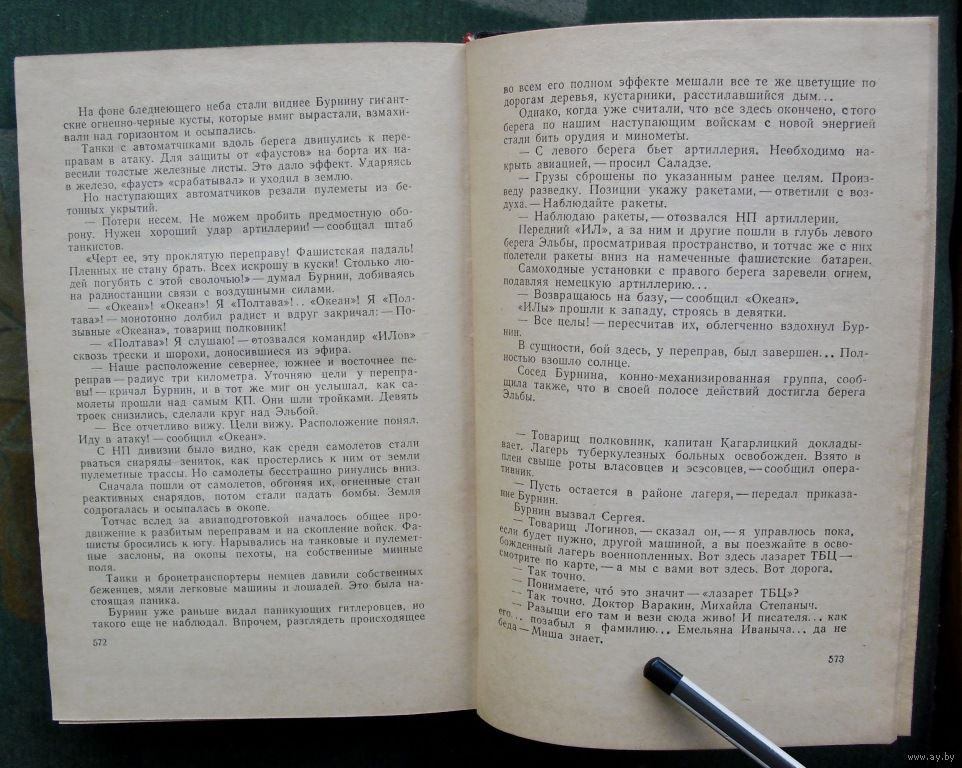 На фоне бледнеющего неба стали виднее Бурнину гигант-
ские огненно-черные кусты, которые вмиг вырастали, взмахи-
вали над горизонтом и осыпались.
Танки с автоматчиками вдоль берега двинулись к пере-
правам в атаку. Для защиты от «фаустов» на борта их на-
весили толстые железные листы. Это дало эффект. Ударяясь
в железо, «фауст» «срабатывал» и уходил в землю.
Но наступающих автоматчиков резали пулеметы из бе-
тонных укрытий.
— Потери несем. Не можем пробить предмостную обо-
рону. Нужен хороший удар артиллерии! — сообщал штаб
танкистов.
«Черт ее, эту проклятую переправу! Фашистская падаль!
Пленных не стану брать. Всех искрошу в куски! Столько лю-
дей погубить с этой сволочью!» — думал Бурнин, добиваясь
на радиостанции связи с воздушными силами.
— «Океан»! «Океан»! Я «Полтава»!.. «Океан»! Я «Пол-
тава»! — монотонно долбил радист и вдруг закричал: — По-
зывные «Океана», товарищ полковник!
— «Полтава»! Я слушаю! — отозвался командир «ИЛов»
сквозь трески и шорохи, доносившиеся из эфира.
— Наше расположение севернее, южнее и восточнее пе-
реправ — радиус три километра. Уточняю цели у перепра-
вы! — кричал Бурнин, и в тот же миг он услышал, как са-
молеты прошли над самым КП. Они шли тройками. Девять
троек снизились, сделали круг над Эльбой.
— Все отчетливо вижу. Цели вижу. Расположение понял.
Иду в атаку! — сообщил «Океан».
С НП дивизии было видно, как среди самолетов стали
рваться снаряды зениток, как простерлись к ним от земли
пулеметные трассы. Но самолеты бесстрашно ринулись вниз.
Сначала пошли от самолетов, обгоняя их, огненные стаи
реактивных снарядов, потом стали падать бомбы. Земля
содрогалась и осыпалась в окопе.
Тотчас вслед за авиаподготовкой началось общее про-
движение к разбитым переправам и на скопление войск. Фа-
шисты бросились к югу. Нарывались на танковые и пулемет-
ные заслоны, на окопы пехоты, на собственные минные
поля.
Танки и бронетранспортеры немцев давили собственных
беженцев, мяли легковые машины и лошадей. Это была на-
стоящая паника.
Бурнин уже раньше видал паникующих гитлеровцев, но
такого еще не наблюдал. Впрочем, разглядеть происходящее
572
во всем его полном эффекте мешали все те же цветущие по
дорогам деревья, кустарники, расстилавшийся дым...
Однако, когда уже считали, что все здесь окончено, с того
берега по нашим наступающим войскам с новой энергией
стали бить орудия и минометы.
— С левого берега бьет артиллерия. Необходимо на-
крыть авиацией, — просил Саладзе.
— Грузы сброшены по указанным ранее целям. Произ-
веду разведку. Позиции укажу ракетами, — ответили с воз-
духа. — Наблюдайте ракеты.
— Наблюдаю ракеты, — отозвался НП артиллерии.
Передний «ИЛ», а за ним и другие пошли в глубь левого
берега Эльбы, просматривая пространство, и тотчас же с них
полетели ракеты вниз на намеченные фашистские батареи.
Самоходные установки с правого берега заревели огнем,
подавляя немецкую артиллерию...
— Возвращаюсь на базу, — сообщил «Океан».
«ИЛы» прошли к западу, строясь в девятки.
— Все целы! — пересчитав их, облегченно вздохнул Бур-
нин.
В сущности, бой здесь, у переправ, был завершен... Пол-
ностью взошло солнце.
Сосед Бурнина, конно-механизированная группа, сооб-
щила также, что в своей полосе действий достигла берега
Эльбы.
— Товарищ полковник, капитан Кагарлицкий доклады-
вает. Лагерь туберкулезных больных освобожден. Взято в
плен свыше роты власовцев и эсэсовцев, — сообщил опера-
тивник.
— Пусть остается в районе лагеря, — передал приказа-
ние Бурнин.
Бурнин вызвал Сергея.
— Товарищ Логинов, — сказал он, — я управлюсь пока,
если будет нужно, другой машиной, а вы поезжайте в осво-
божденный лагерь военнопленных. Вот здесь лазарет ТБЦ —
смотрите по карте, — а мы с вами вот здесь. Вот дорога.
— Так точно.
— Понимаете, что́ это значит — «лазарет ТБЦ»?
— Так точно. Доктор Варакин, Михайла Степаныч.
— Разыщи его там и вези сюда живо! И писателя... как
его... позабыл я фамилию... Емельяна Иваныча... да не
беда — Миша знает.
573
www.ay.by